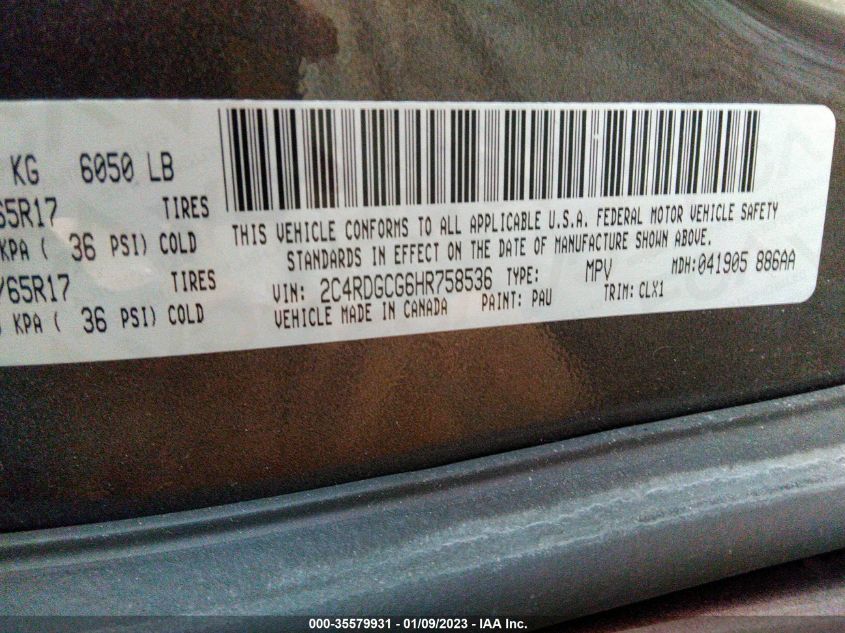 KG 6050 LB
65R17 TIRES
KPA ( 36 PSI) COLD
/65R17 TIRES
KPA ( 36 PSI) COLD
THIS VEHICLE CONFORMS TO ALL APPLICABLE U.S.A. FEDERAL MOTOR VEHICLE SAFETY
STANDARDS IN EFFECT ON THE DATE OF MANUFACTURE SHOWN ABOVE.
VIN: 2C4RDGCG6HR758536 TYPE: MPV MDH:041905 886AA
VEHICLE MADE IN CANADA PAINT: PAU TRIM: CLX1
000-35579931 - 01/09/2023 - IAA Inc.